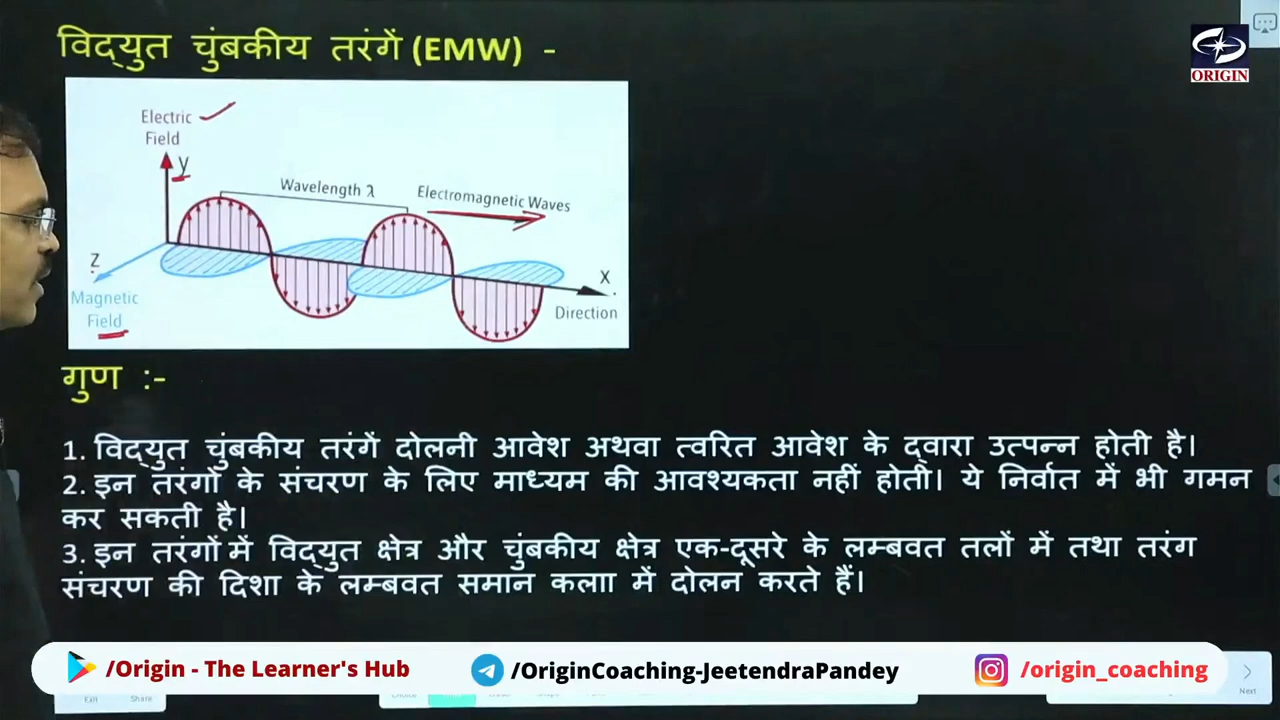 विद्युत चुंबकीय तरंगें (EMW) -
ORIGIN
Electric
Field
y
Wavelength λ
Electromagnetic Waves
Z
X
Magnetic
Field
Direction
गुण :-
1. विद्युत चुंबकीय तरंगें दोलनी आवेश अथवा त्वरित आवेश के द्वारा उत्पन्न होती है।
2. इन तरंगों के संचरण के लिए माध्यम की आवश्यकता नहीं होती। ये निर्वात में भी गमन
कर सकती है।
3. इन तरंगों में विद्युत क्षेत्र और चुंबकीय क्षेत्र एक-दूसरे के लम्बवत तलों में तथा तरंग
संचरण की दिशा के लम्बवत समान कलाा में दोलन करते हैं।
/Origin - The Learner's Hub
/OriginCoaching-JeetendraPandey
/origin_coaching
Exit
Share
Next